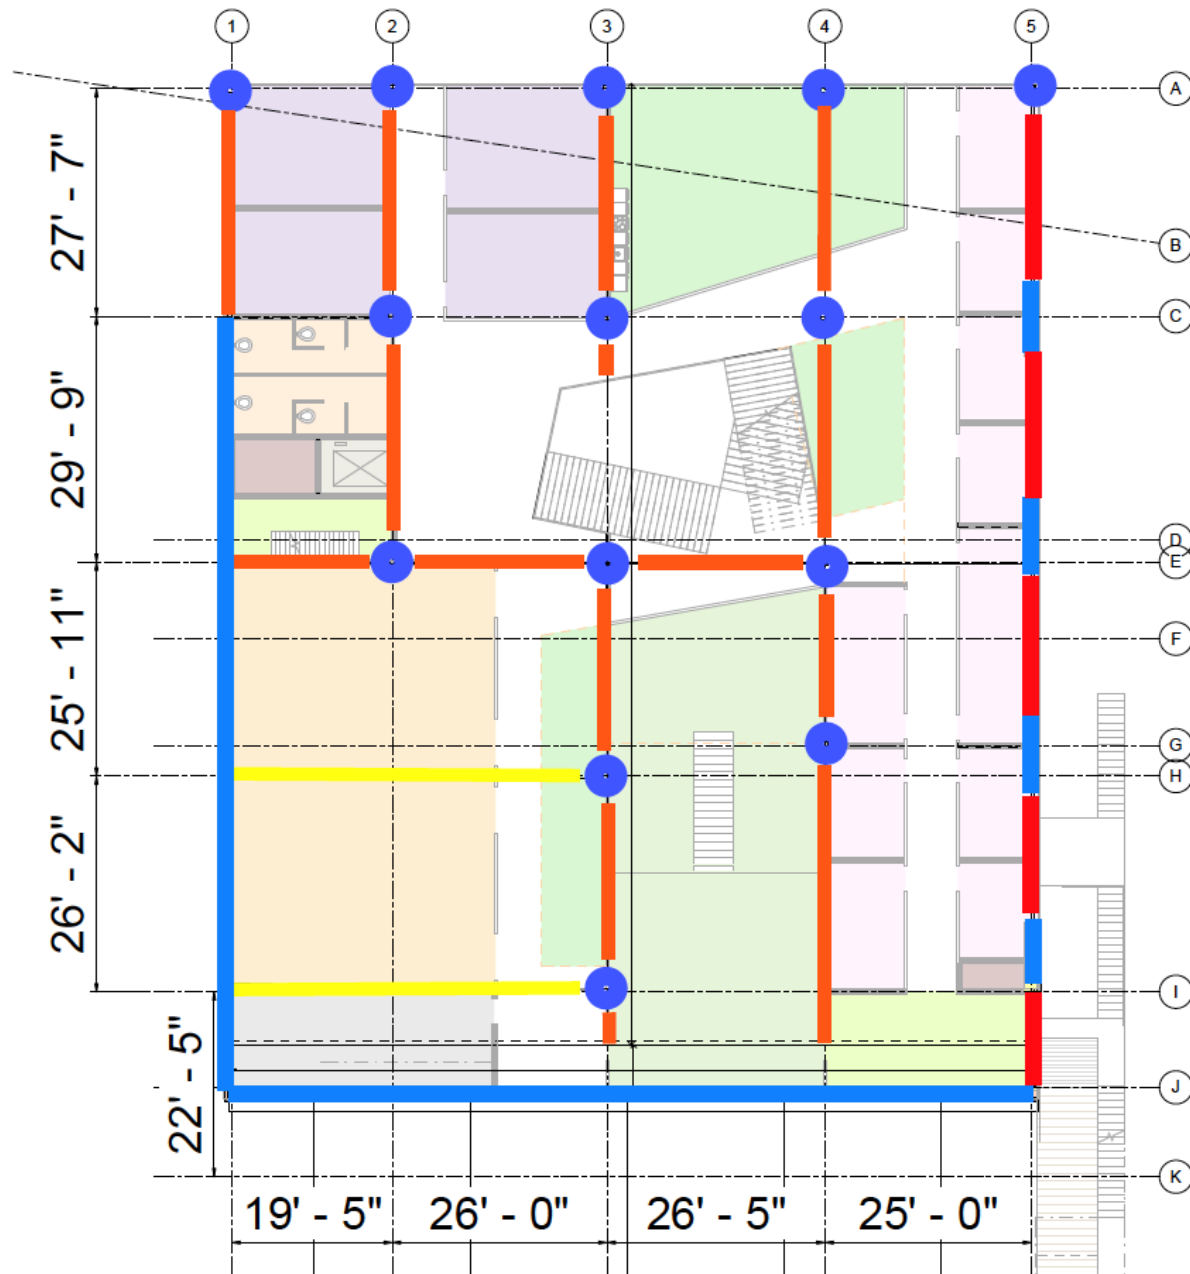 1 2 3 4 5
A
27' - 7"
B
C
29' - 9"
D
E
25' - 11"
F
G
H
26' - 2"
I
22' - 5"
J
K
19' - 5" 26' - 0" 26' - 5" 25' - 0"